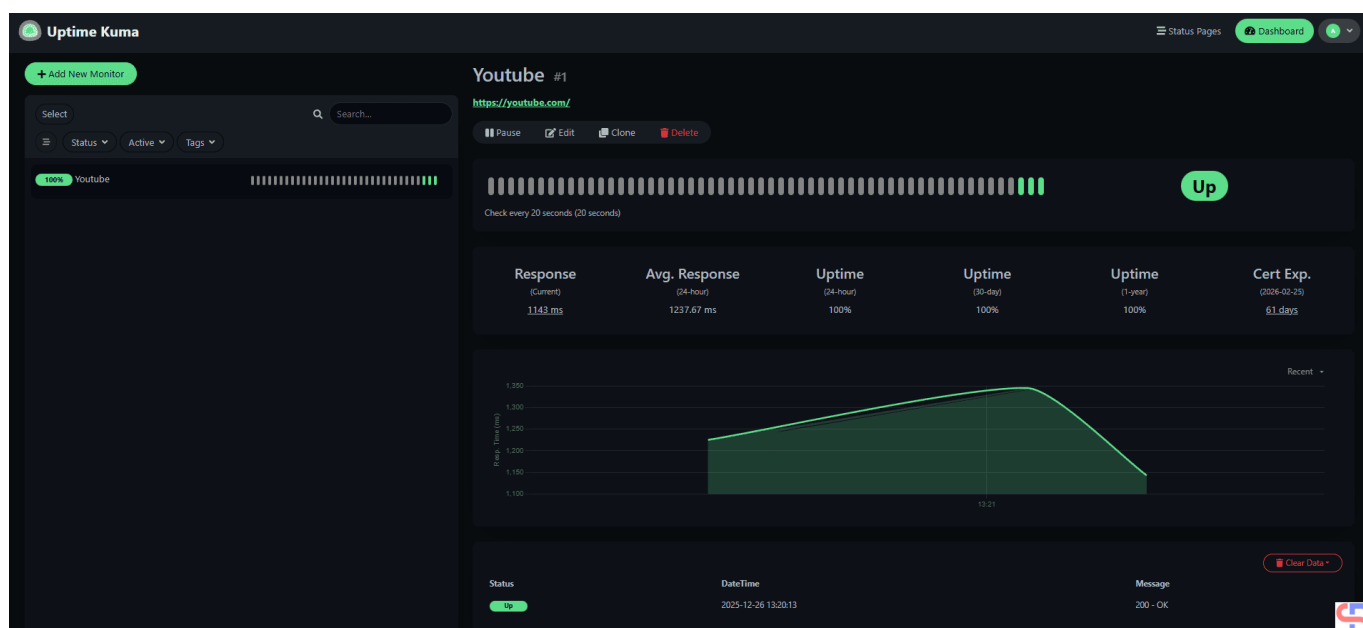 Uptime Kuma
Status Pages
Dashboard
A
Add New Monitor
Select
Search...
Status
Active
Tags
100% Youtube
Youtube #1
https://youtube.com/
Pause Edit Clone Delete
Up
Check every 20 seconds (20 seconds)
Response Avg. Response Uptime Uptime Uptime Cert Exp.
(Current) (24-hour) (24-hour) (30-day) (1-year) (2026-02-25)
1143 ms 1237.67 ms 100% 100% 100% 61 days
Recent
Resp. Time (ms)
1,350
1,300
1,250
1,200
1,150
1,100
13:21
Clear Data
Status DateTime Message
Up 2025-12-26 13:20:13 200 - OK